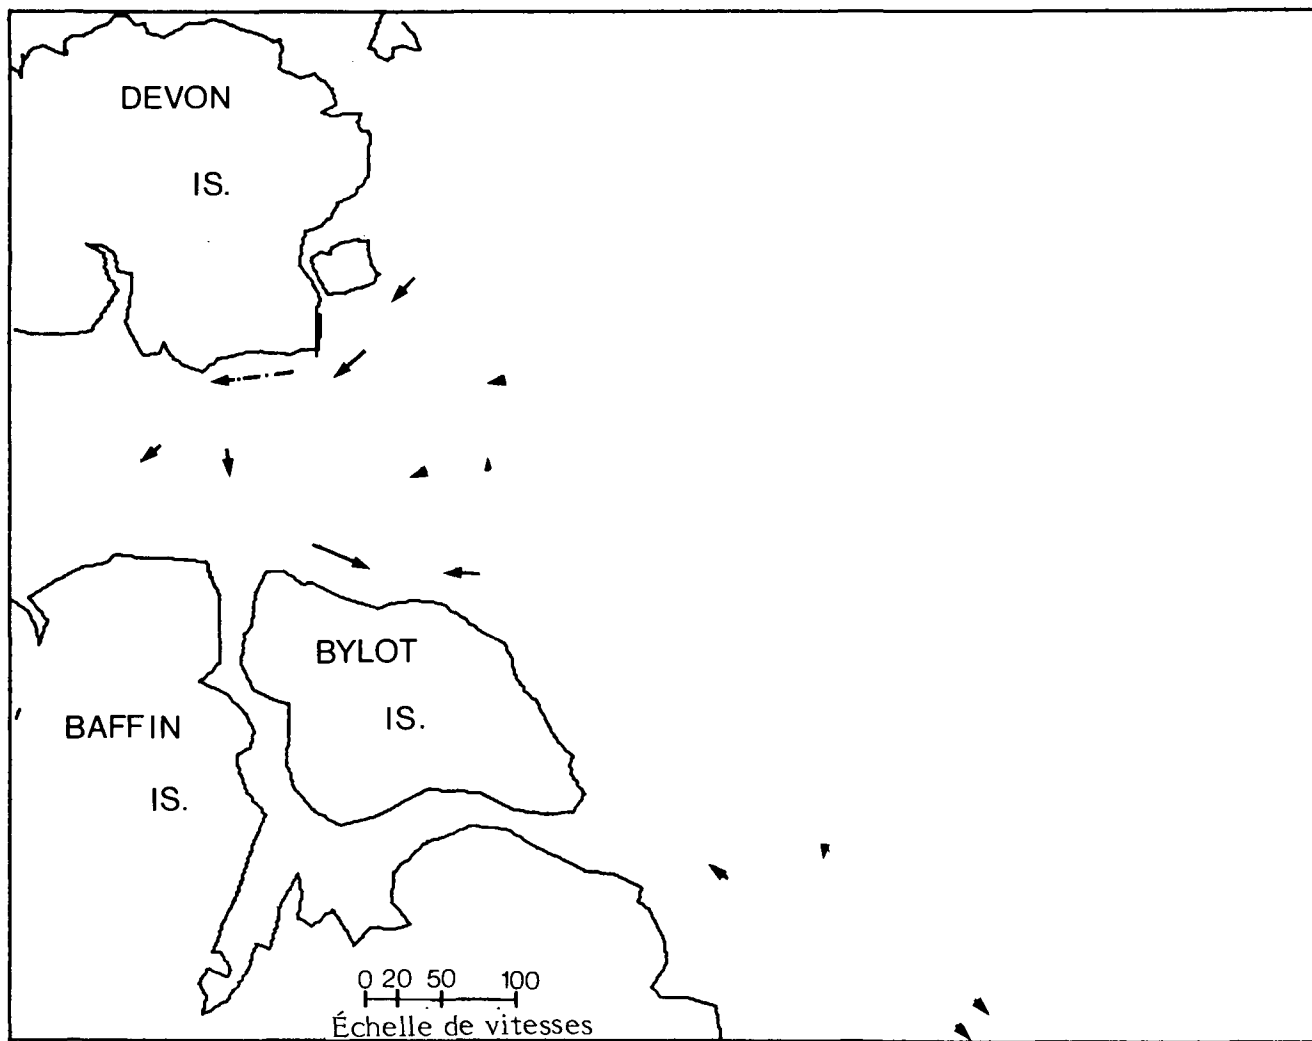 DEVON
IS.
BYLOT
IS.
BAFFIN
IS.
0 20 50 100
Échelle de vitesses